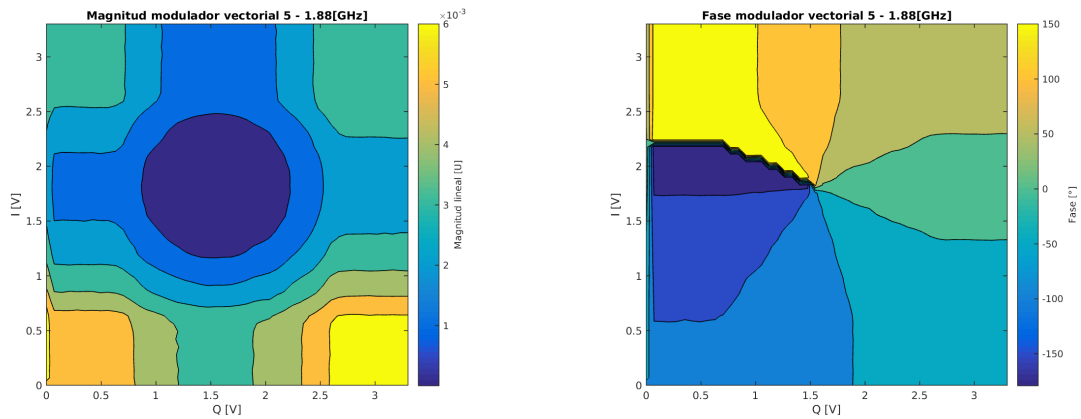 Magnitud modulador vectorial 5 - 1.88[GHz]
×10⁻³
6
5
4
3
2
1
Magnitud lineal [U]
3
2.5
2
1.5
1
0.5
0
I [V]
0 0.5 1 1.5 2 2.5 3
Q [V]
Fase modulador vectorial 5 - 1.88[GHz]
150
100
50
0
-50
-100
-150
Fase [°]
3
2.5
2
1.5
1
0.5
0
I [V]
0 0.5 1 1.5 2 2.5 3
Q [V]